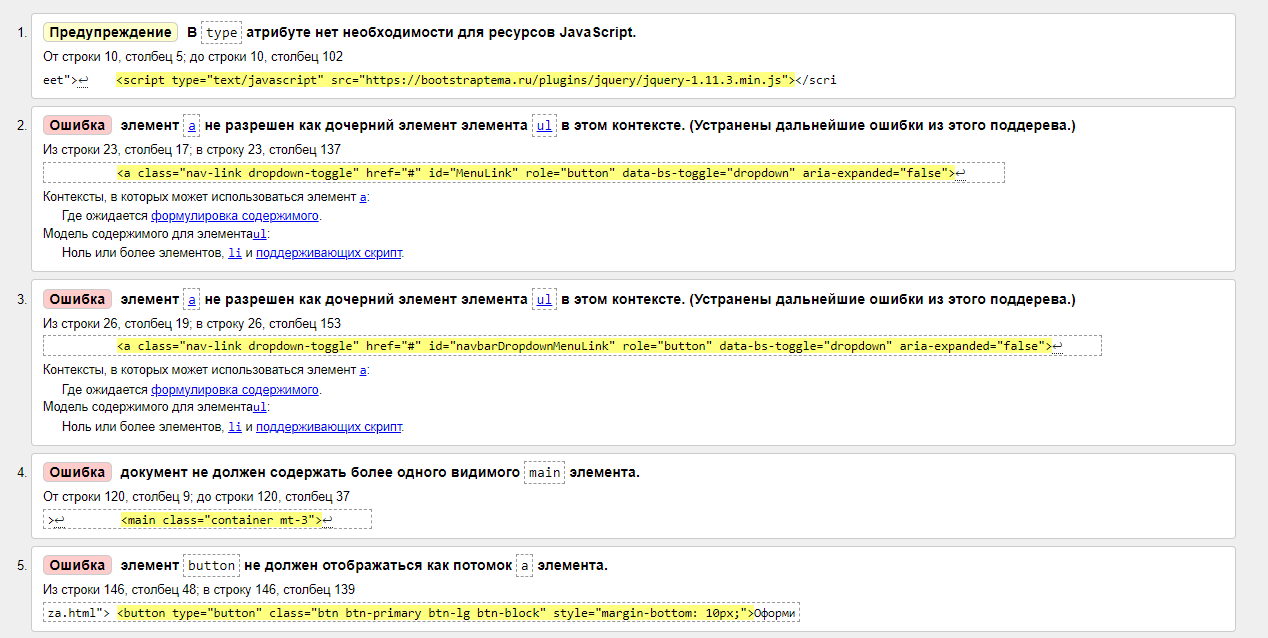 1. Предупреждение В type атрибуте нет необходимости для ресурсов JavaScript.
От строки 10, столбец 5; до строки 10, столбец 102
eet">↩    <script type="text/javascript" src="https://bootstraptema.ru/plugins/jquery/jquery-1.11.3.min.js"></scri
2. Ошибка элемент a не разрешен как дочерний элемент элемента ul в этом контексте. (Устранены дальнейшие ошибки из этого поддерева.)
Из строки 23, столбец 17; в строку 23, столбец 137
<a class="nav-link dropdown-toggle" href="#" id="MenuLink" role="button" data-bs-toggle="dropdown" aria-expanded="false">↩
Контексты, в которых может использоваться элемент a:
Где ожидается формулировка содержимого.
Модель содержимого для элементаul:
Ноль или более элементов, li и поддерживающих скрипт.
3. Ошибка элемент a не разрешен как дочерний элемент элемента ul в этом контексте. (Устранены дальнейшие ошибки из этого поддерева.)
Из строки 26, столбец 19; в строку 26, столбец 153
<a class="nav-link dropdown-toggle" href="#" id="navbarDropdownMenuLink" role="button" data-bs-toggle="dropdown" aria-expanded="false">↩
Контексты, в которых может использоваться элемент a:
Где ожидается формулировка содержимого.
Модель содержимого для элементаul:
Ноль или более элементов, li и поддерживающих скрипт.
4. Ошибка документ не должен содержать более одного видимого main элемента.
От строки 120, столбец 9; до строки 120, столбец 37
>↩        <main class="container mt-3">↩
5. Ошибка элемент button не должен отображаться как потомок a элемента.
Из строки 146, столбец 48; в строку 146, столбец 139
za.html"> <button type="button" class="btn btn-primary btn-lg btn-block" style="margin-bottom: 10px;">Оформи